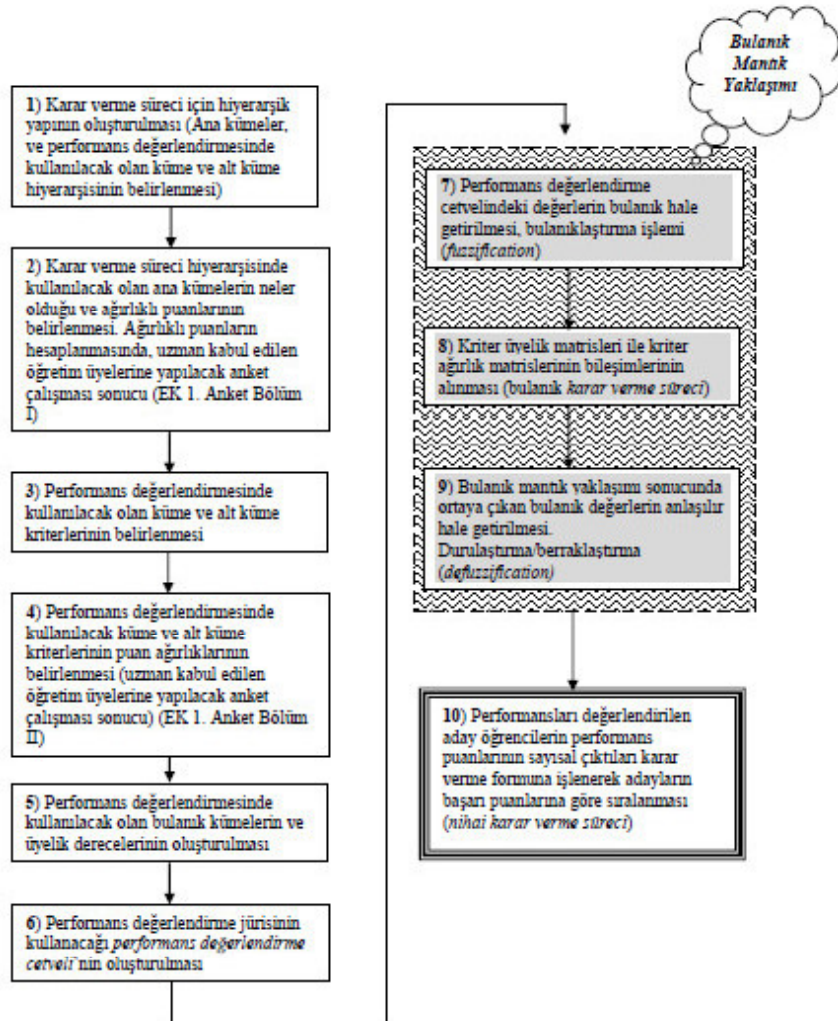 1) Karar verme süreci için hiyerarşik
yapının oluşturulması (Ana kümeler,
ve performans değerlendirmesinde
kullanılacak olan küme ve alt küme
hiyerarşisinin belirlenmesi)
2) Karar verme süreci hiyerarşisinde
kullanılacak olan ana kümelerin neler
olduğu ve ağırlıklı puanlarının
belirlenmesi. Ağırlıklı puanların
hesaplanmasında, uzman kabul edilen
öğretim üyelerine yapılacak anket
çalışması sonucu (EK 1. Anket Bölüm
I)
3) Performans değerlendirmesinde
kullanılacak olan küme ve alt küme
kriterlerinin belirlenmesi
4) Performans değerlendirmesinde
kullanılacak küme ve alt küme
kriterlerinin puan ağırlıklarının
belirlenmesi (uzman kabul edilen
öğretim üyelerine yapılacak anket
çalışması sonucu) (EK 1. Anket Bölüm
II)
5) Performans değerlendirmesinde
kullanılacak olan bulanık kümelerin ve
üyelik derecelerinin oluşturulması
6) Performans değerlendirme jürisinin
kullanacağı performans değerlendirme
cetveli'nin oluşturulması
Bulanık
Mantık
Yaklaşımı
7) Performans değerlendirme
cetvelindeki değerlerin bulanık hale
getirilmesi, bulanıklaştırma işlemi
(fuzzification)
8) Kriter üyelik matrisleri ile kriter
ağırlık matrislerinin bileşimlerinin
alınması (bulanık karar verme süreci)
9) Bulanık mantık yaklaşımı sonucunda
ortaya çıkan bulanık değerlerin anlaşılır
hale getirilmesi.
Durulaştırma/berraklaştırma
(defuzzification)
10) Performansları değerlendirilen
aday öğrencilerin performans
puanlarının sayısal çıktıları karar
verme formuna işlenerek adayların
başarı puanlarına göre sıralanması
(nihai karar verme süreci)